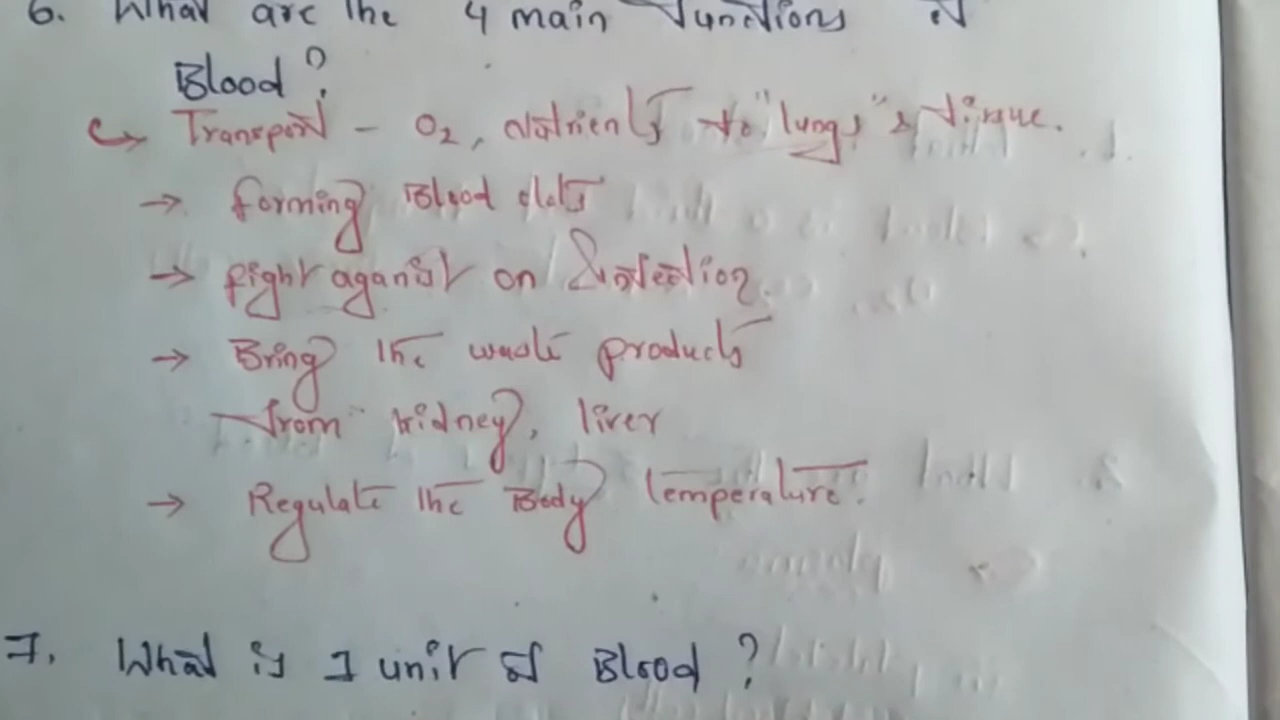 6. What are the 4 main functions of
Blood?
↪ Transport - O2, nutrients to "lungs" & tissue.
→ forming Blood clots
→ fight aganist on Infection
→ Bring the waste products
from kidney, liver
→ Regulate the Body temperature.
7. What is 1 unit of Blood?